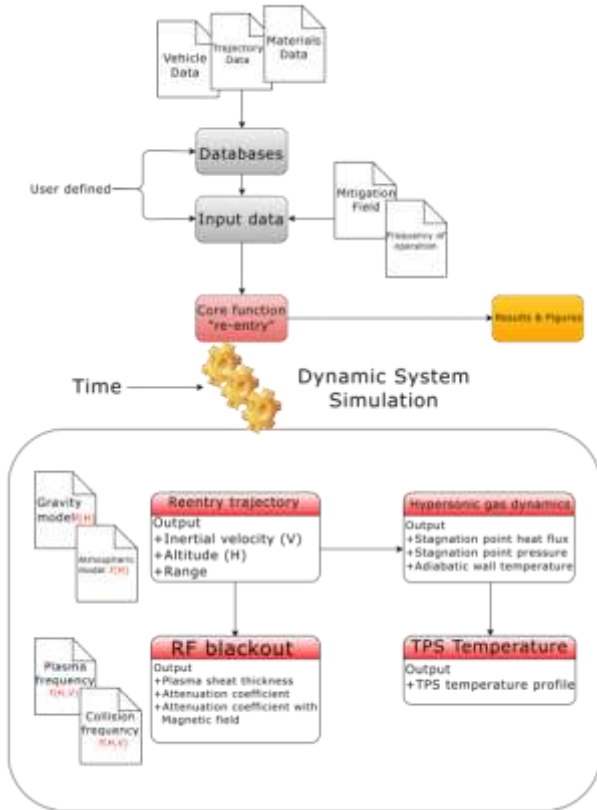 Vehicle
Data
Trajectory
Data
Materials
Data
Databases
User defined
Input data
Mitigation
Field
Frequency of
operation
Core function
"re-entry"
Results & Figures
Time
Dynamic System
Simulation
Gravity
model f(H)
Atmospheric
model f(H)
Reentry trajectory
Output
+Inertial velocity (V)
+Altitude (H)
+Range
Hypersonic gas dynamics
Output
+Stagnation point heat flux
+Stagnation point pressure
+Adiabatic wall temperature
Plasma
frequency
f(H,V)
Collision
frequency
f(H,V)
RF blackout
Output
+Plasma sheat thickness
+Attenuation coefficient
+Attenuation coefficient with
Magnetic field
TPS Temperature
Output
+TPS temperature profile